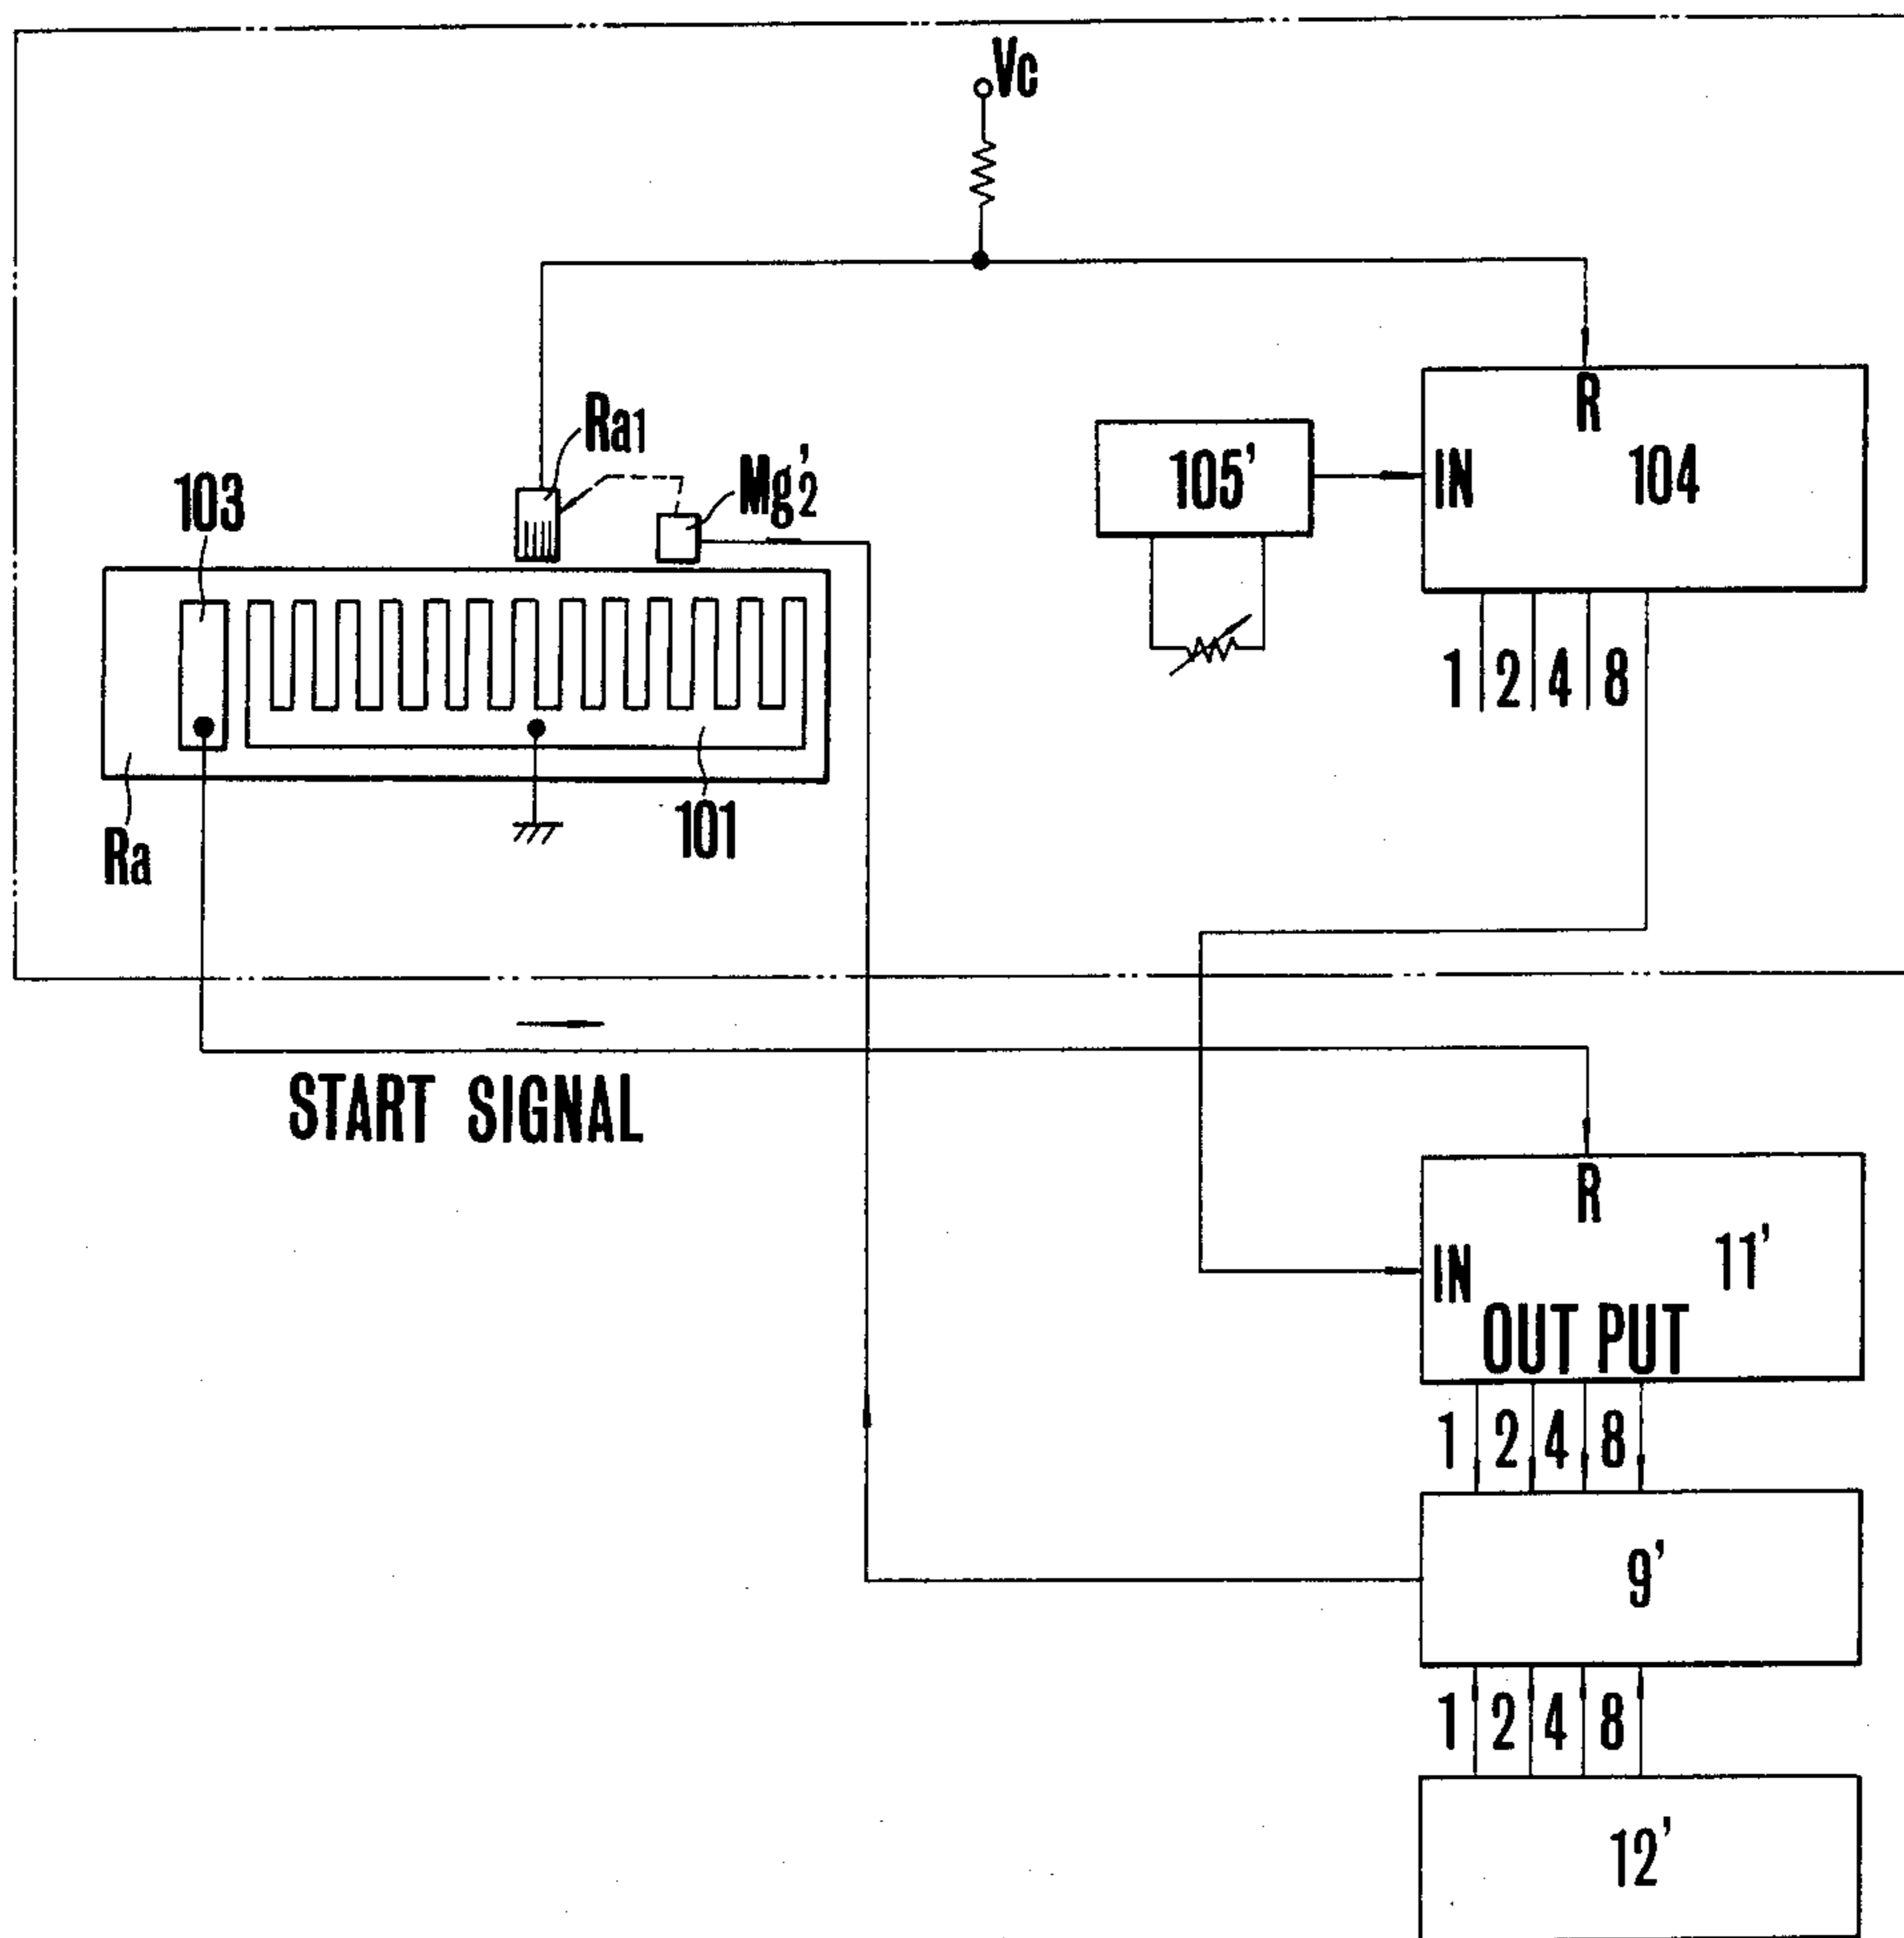 Vc
Ra1
Mg'2
103
105'
R
IN
104
1 2 4 8
Ra
101
START SIGNAL
R
IN
11'
OUT PUT
1 2 4 8
9'
1 2 4 8
12'